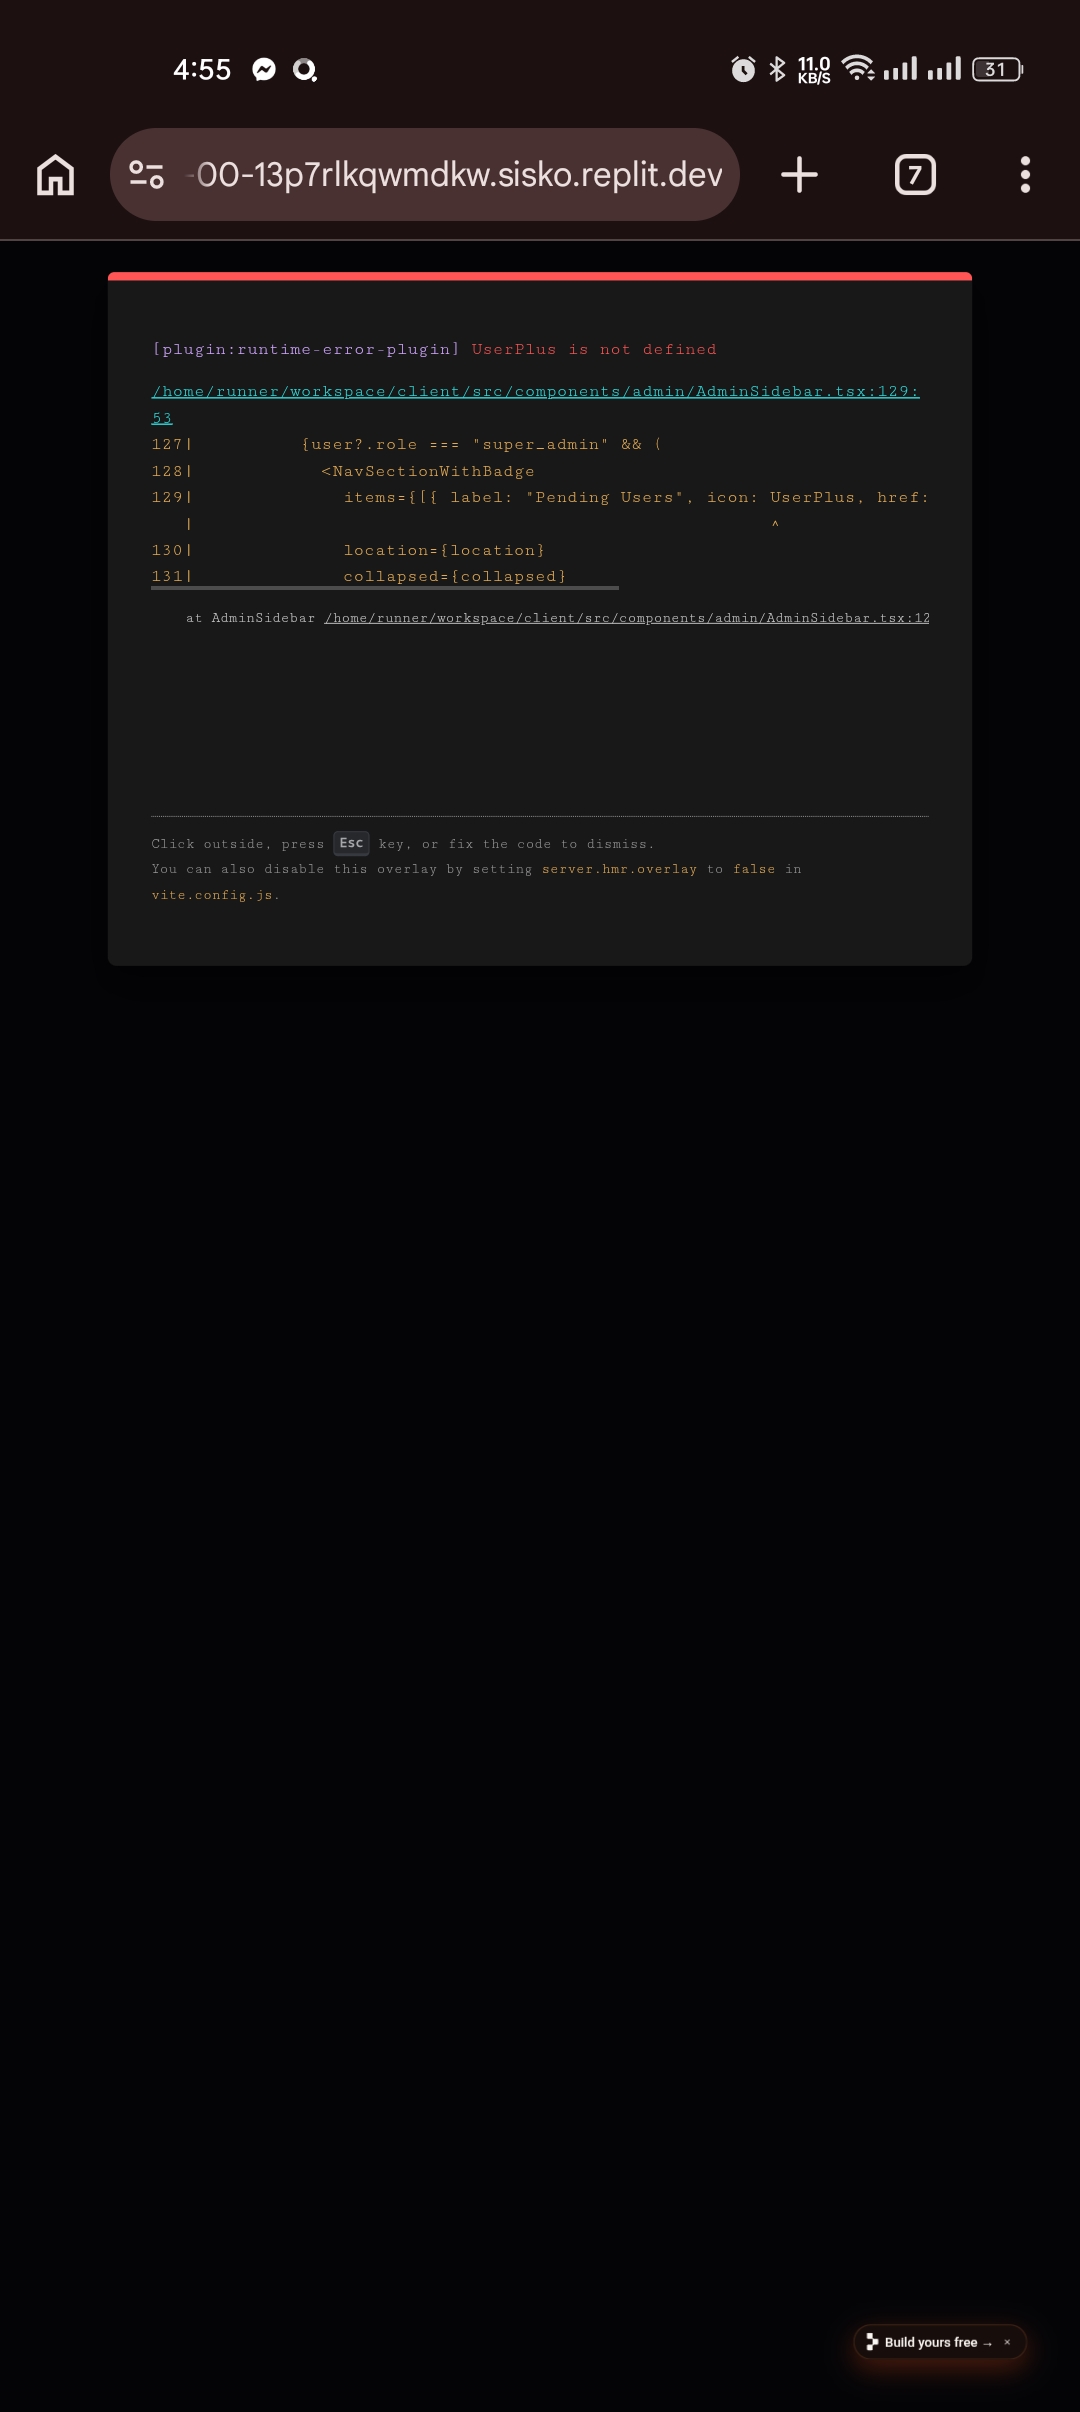 4:55
11.0
KB/S
31
-00-13p7rlkqwmdkw.sisko.replit.dev
7
[plugin:runtime-error-plugin] UserPlus is not defined
/home/runner/workspace/client/src/components/admin/AdminSidebar.tsx:129:
53
127|          {user?.role === "super_admin" && (
128|            <NavSectionWithBadge
129|              items={[{ label: "Pending Users", icon: UserPlus, href:
|                                                      ^
130|              location={location}
131|              collapsed={collapsed}
at AdminSidebar /home/runner/workspace/client/src/components/admin/AdminSidebar.tsx:12
Click outside, press Esc key, or fix the code to dismiss.
You can also disable this overlay by setting server.hmr.overlay to false in
vite.config.js.
Build yours free → ×